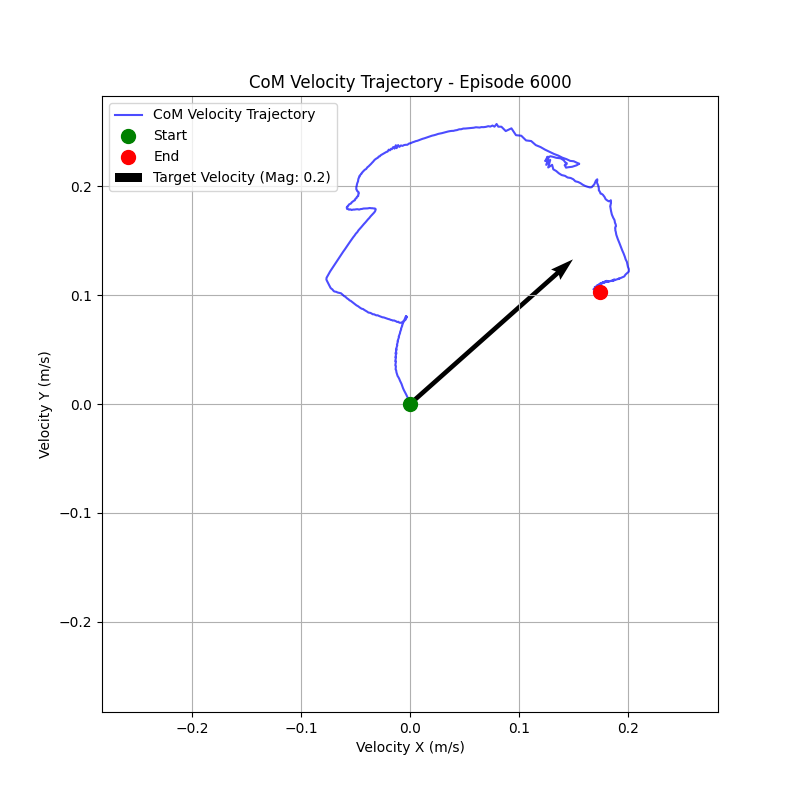 CoM Velocity Trajectory - Episode 6000
CoM Velocity Trajectory
Start
End
Target Velocity (Mag: 0.2)
0.2
0.1
0.0
−0.1
−0.2
Velocity Y (m/s)
−0.2
−0.1
0.0
0.1
0.2
Velocity X (m/s)